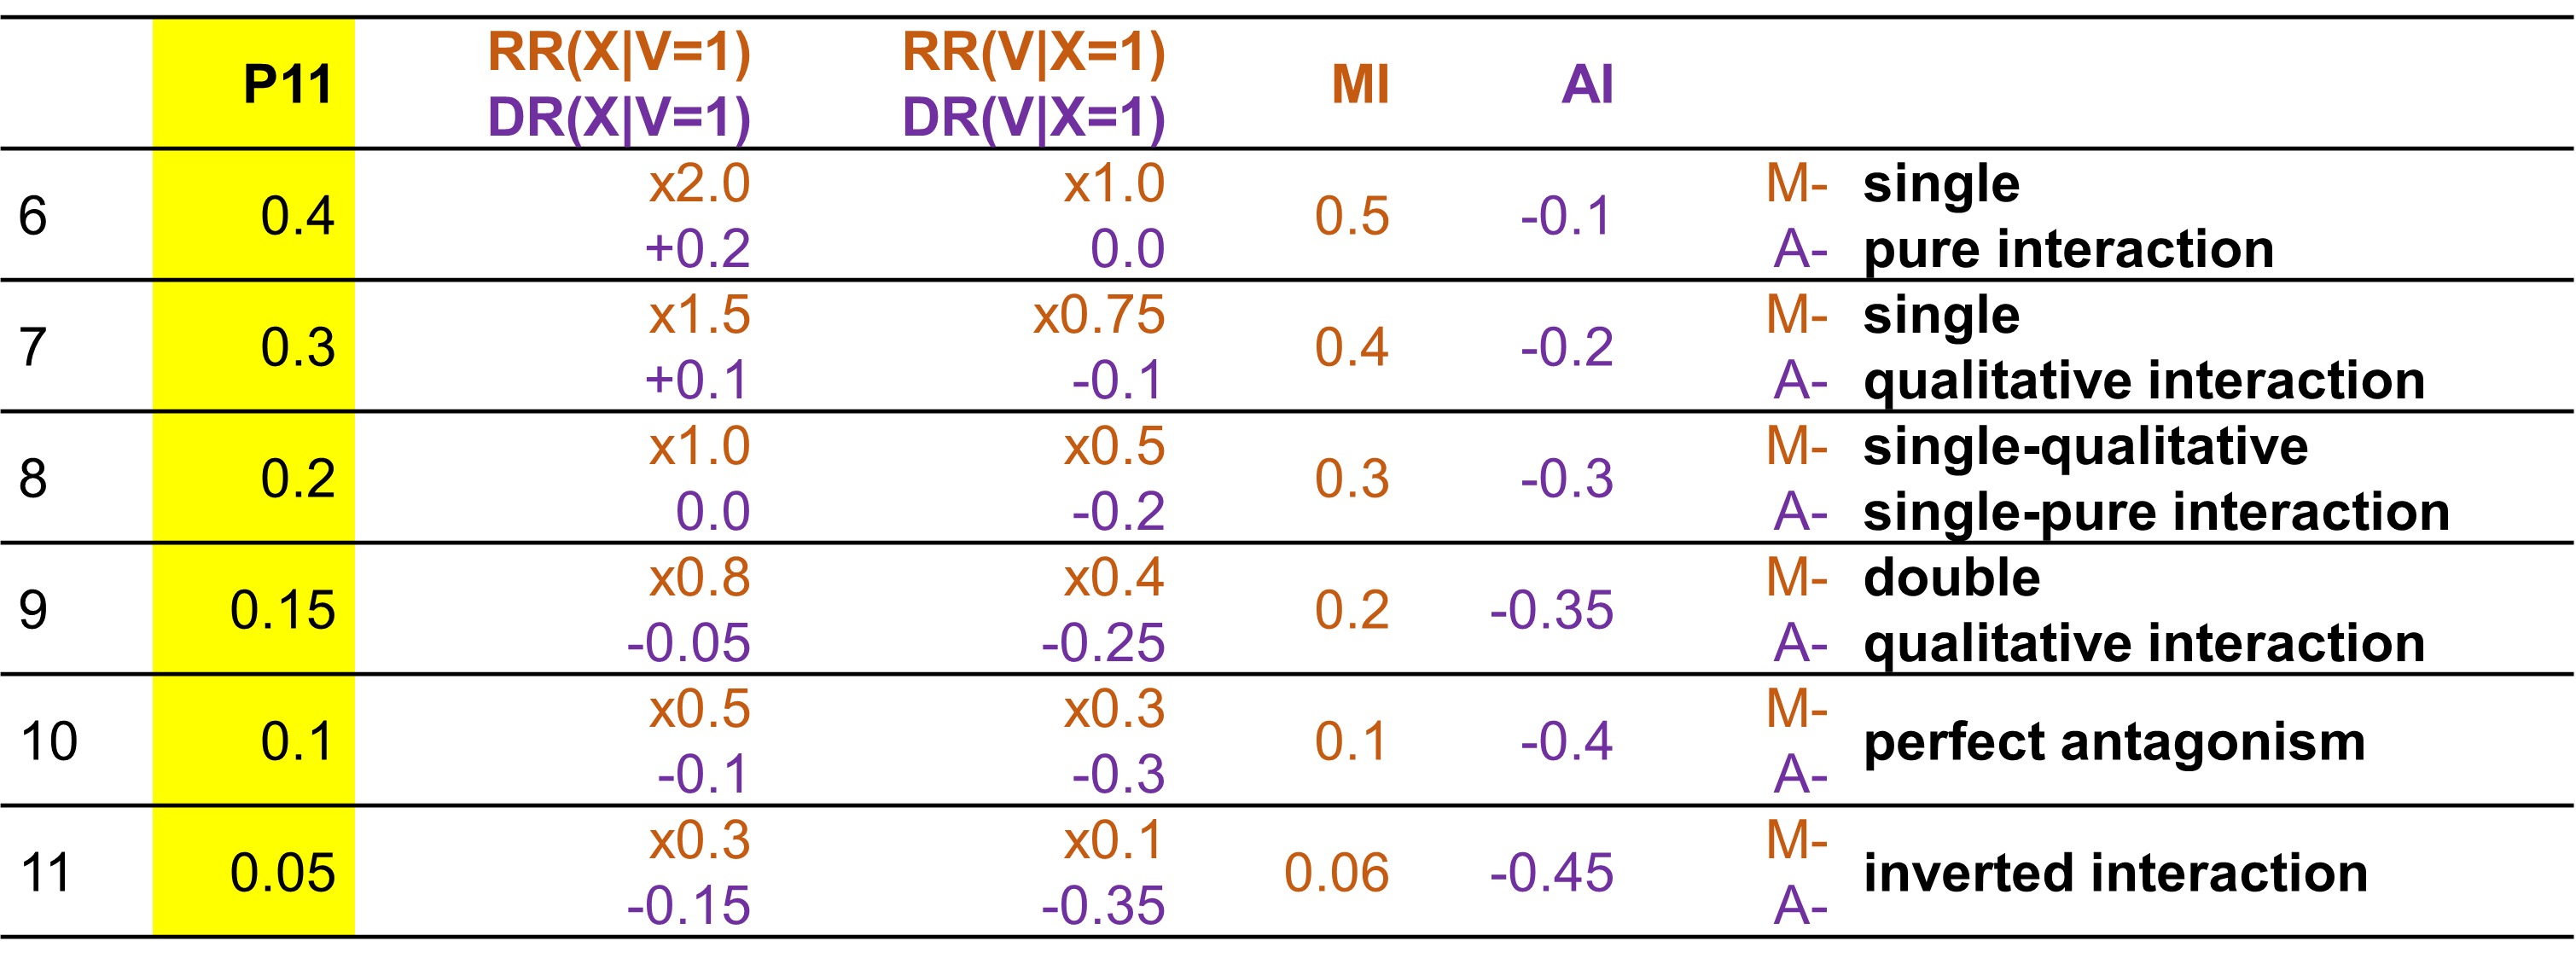 P11 RR(X|V=1) RR(V|X=1) MI AI
DR(X|V=1) DR(V|X=1)
6 0.4 x2.0 x1.0 0.5 -0.1 M- single
+0.2 0.0 A- pure interaction
7 0.3 x1.5 x0.75 0.4 -0.2 M- single
+0.1 -0.1 A- qualitative interaction
8 0.2 x1.0 x0.5 0.3 -0.3 M- single-qualitative
0.0 -0.2 A- single-pure interaction
9 0.15 x0.8 x0.4 0.2 -0.35 M- double
-0.05 -0.25 A- qualitative interaction
10 0.1 x0.5 x0.3 0.1 -0.4 M- perfect antagonism
-0.1 -0.3 A-
11 0.05 x0.3 x0.1 0.06 -0.45 M- inverted interaction
-0.15 -0.35 A-